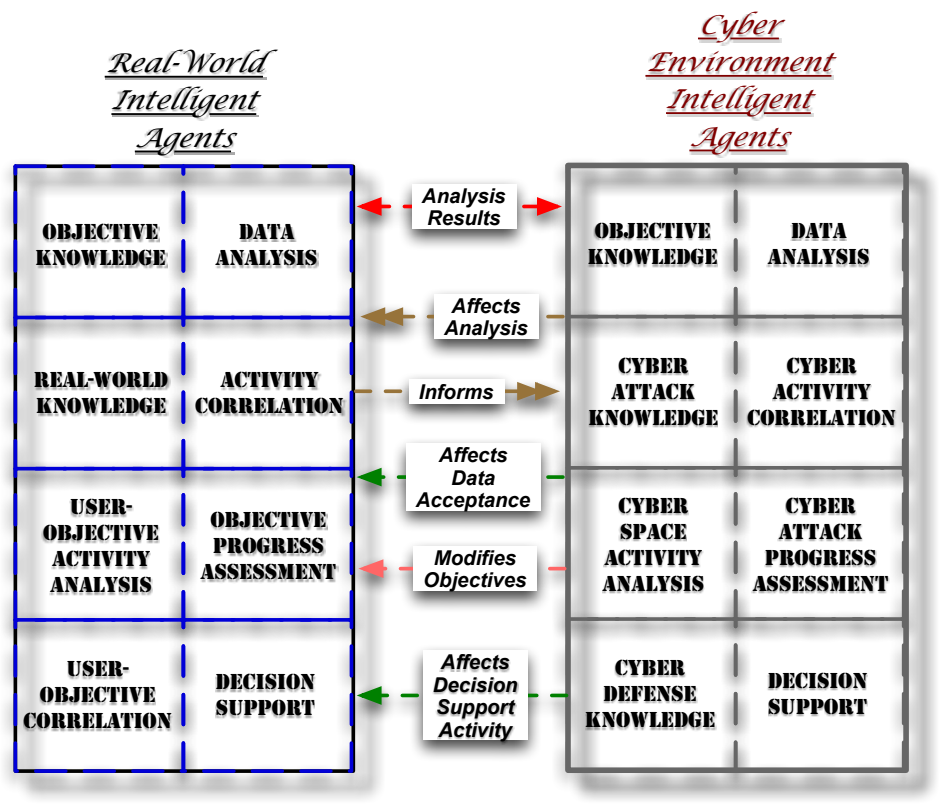 Real-World
Intelligent
Agents
Cyber
Environment
Intelligent
Agents
OBJECTIVE
KNOWLEDGE
DATA
ANALYSIS
Analysis
Results
OBJECTIVE
KNOWLEDGE
DATA
ANALYSIS
Affects
Analysis
REAL-WORLD
KNOWLEDGE
ACTIVITY
CORRELATION
Informs
CYBER
ATTACK
KNOWLEDGE
CYBER
ACTIVITY
CORRELATION
Affects
Data
Acceptance
USER-
OBJECTIVE
ACTIVITY
ANALYSIS
OBJECTIVE
PROGRESS
ASSESSMENT
Modifies
Objectives
CYBER
SPACE
ACTIVITY
ANALYSIS
CYBER
ATTACK
PROGRESS
ASSESSMENT
USER-
OBJECTIVE
CORRELATION
DECISION
SUPPORT
Affects
Decision
Support
Activity
CYBER
DEFENSE
KNOWLEDGE
DECISION
SUPPORT